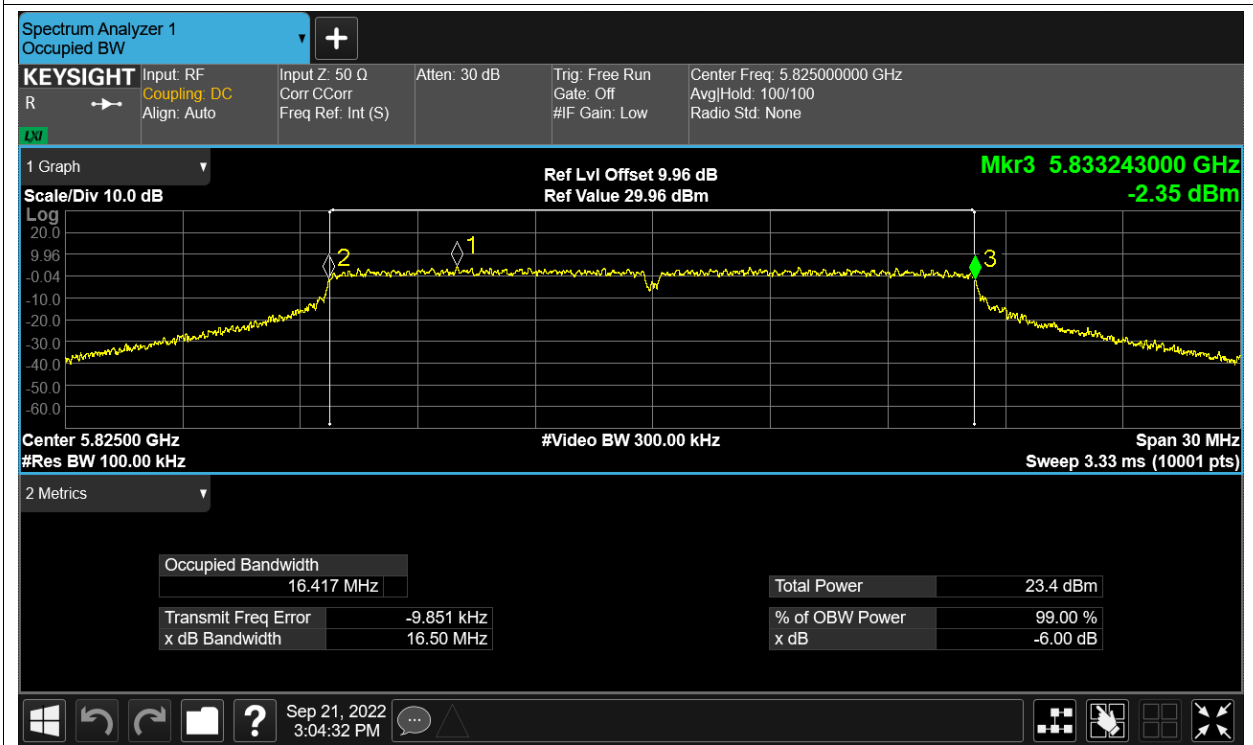 Spectrum Analyzer 1
Occupied BW
KEYSIGHT
R
LXI
Input: RF
Coupling: DC
Align: Auto
Input Z: 50 Ω
Corr CCorr
Freq Ref: Int (S)
Atten: 30 dB
Trig: Free Run
Gate: Off
#IF Gain: Low
Center Freq: 5.825000000 GHz
Avg|Hold: 100/100
Radio Std: None
1 Graph
Scale/Div 10.0 dB
Ref Lvl Offset 9.96 dB
Ref Value 29.96 dBm
Mkr3 5.833243000 GHz
-2.35 dBm
Log
20.0
9.96
-0.04
-10.0
-20.0
-30.0
-40.0
-50.0
-60.0
2
1
3
Center 5.82500 GHz
#Video BW 300.00 kHz
Span 30 MHz
#Res BW 100.00 kHz
Sweep 3.33 ms (10001 pts)
2 Metrics
Occupied Bandwidth
16.417 MHz
Total Power 23.4 dBm
Transmit Freq Error -9.851 kHz
% of OBW Power 99.00 %
x dB Bandwidth 16.50 MHz
x dB -6.00 dB
?
Sep 21, 2022
3:04:32 PM